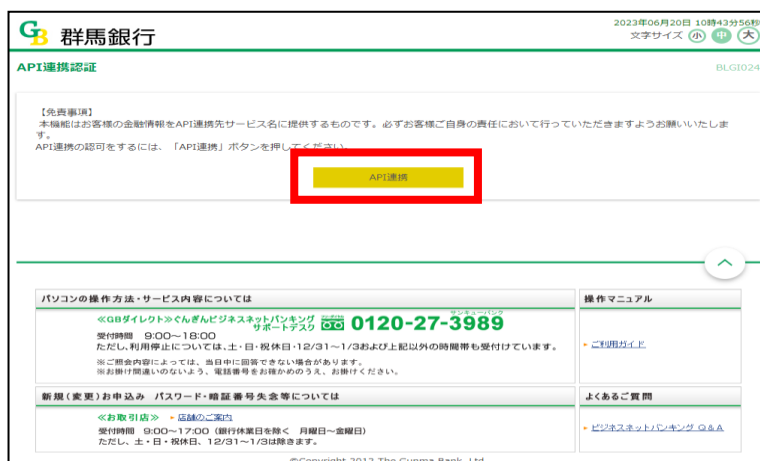 GB 群馬銀行
2023年06月20日 10時43分56秒
文字サイズ 小 中 大
API連携認証
BLGI024
【免責事項】
本機能はお客様の金融情報をAPI連携先サービス名に提供するものです。必ずお客様ご自身の責任において行っていただきますようお願いいたしま
す。
API連携の認可をするには、「API連携」ボタンを押してください。
API連携
パソコンの操作方法・サービス内容については
≪GBダイレクト≫ぐんぎんビジネスネットバンキング
サポートデスク
サンキューバンク
0120-27-3989
受付時間 9:00～18:00
ただし、利用停止については、土・日・祝休日・12/31～1/3および上記以外の時間帯も受付けています。
※ご照会内容によっては、当日中に回答できない場合があります。
※お掛け間違いのないよう、電話番号をお確かめのうえ、お掛けください。
操作マニュアル
ご利用ガイド
新規(変更)お申込み パスワード・暗証番号失念等については
≪お取引店≫ 店舗のご案内
受付時間 9:00～17:00（銀行休業日を除く 月曜日～金曜日）
ただし、土・日・祝休日、12/31～1/3は除きます。
よくあるご質問
ビジネスネットバンキング Q&A
©Copyright 2013 The Gunma Bank, Ltd.